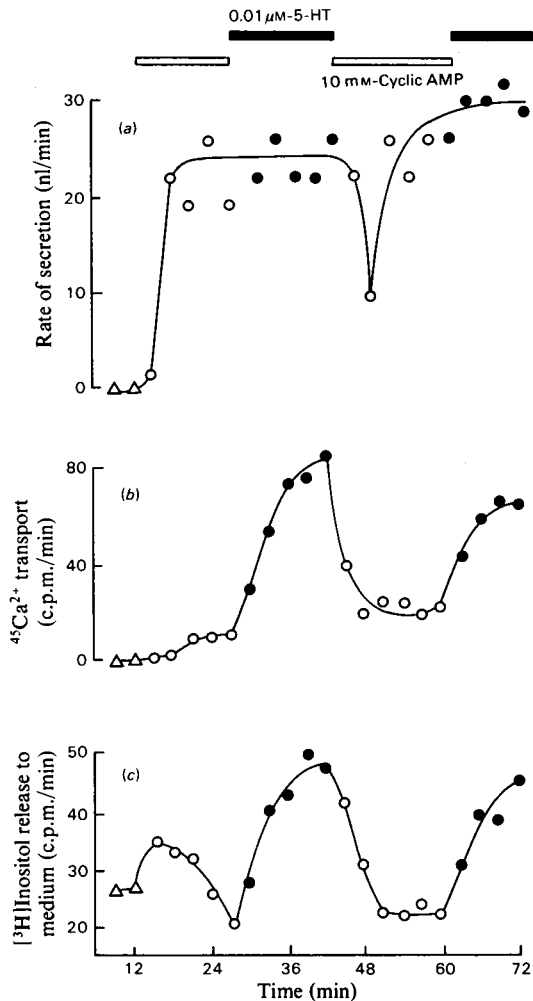 0.01 μM-5-HT
10 mM-Cyclic AMP
(a)
30
20
10
0
Rate of secretion (nl/min)
(b)
80
40
0
⁴⁵Ca²⁺ transport
(c.p.m./min)
(c)
50
40
30
20
[³H]Inositol release to
medium (c.p.m./min)
12 24 36 48 60 72
Time (min)